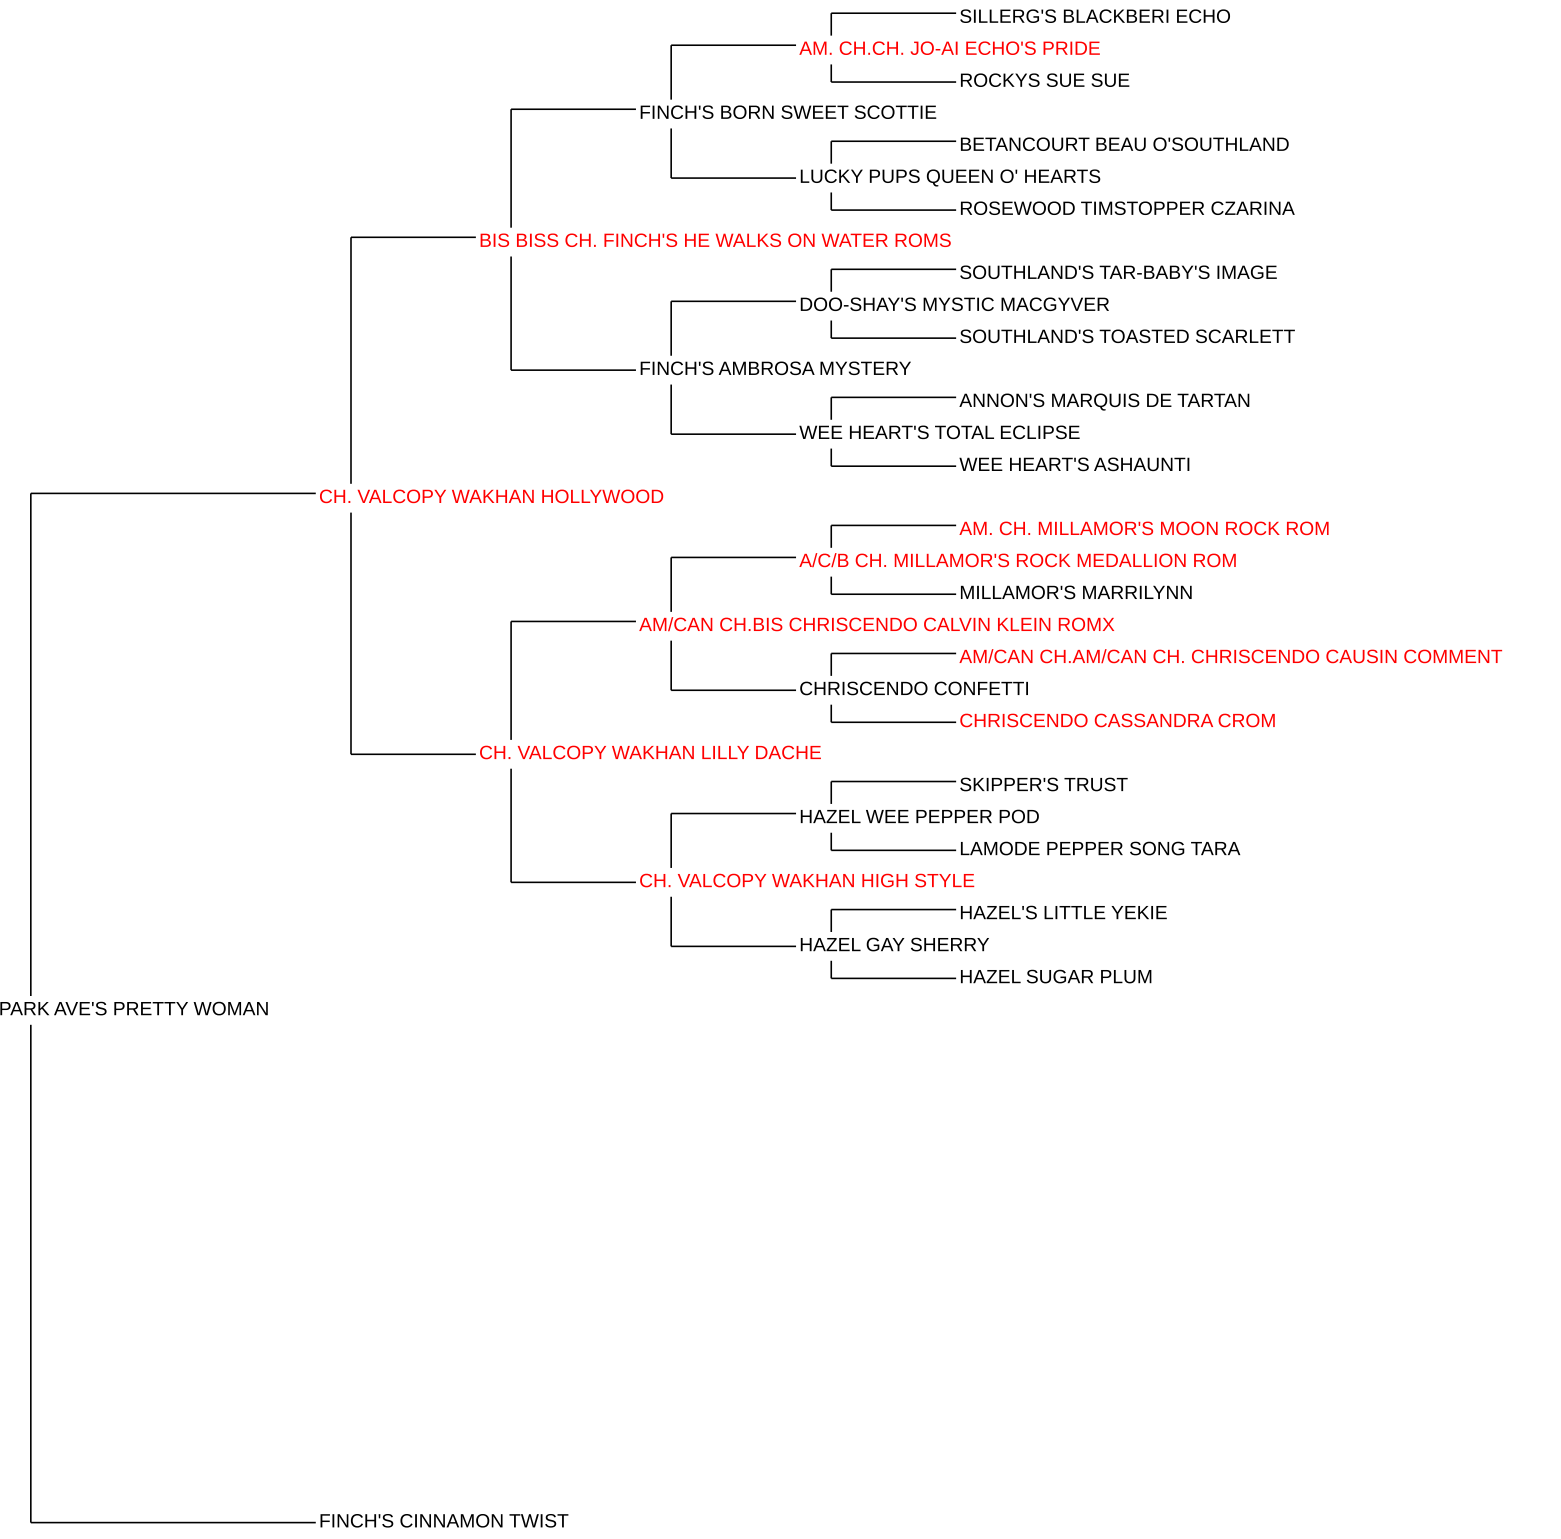 SILLERG'S BLACKBERI ECHO
AM. CH.CH. JO-AI ECHO'S PRIDE
ROCKYS SUE SUE
FINCH'S BORN SWEET SCOTTIE
BETANCOURT BEAU O'SOUTHLAND
LUCKY PUPS QUEEN O' HEARTS
ROSEWOOD TIMSTOPPER CZARINA
BIS BISS CH. FINCH'S HE WALKS ON WATER ROMS
SOUTHLAND'S TAR-BABY'S IMAGE
DOO-SHAY'S MYSTIC MACGYVER
SOUTHLAND'S TOASTED SCARLETT
FINCH'S AMBROSA MYSTERY
ANNON'S MARQUIS DE TARTAN
WEE HEART'S TOTAL ECLIPSE
WEE HEART'S ASHAUNTI
CH. VALCOPY WAKHAN HOLLYWOOD
AM. CH. MILLAMOR'S MOON ROCK ROM
A/C/B CH. MILLAMOR'S ROCK MEDALLION ROM
MILLAMOR'S MARRILYNN
AM/CAN CH.BIS CHRISCENDO CALVIN KLEIN ROMX
AM/CAN CH.AM/CAN CH. CHRISCENDO CAUSIN COMMENT
CHRISCENDO CONFETTI
CHRISCENDO CASSANDRA CROM
CH. VALCOPY WAKHAN LILLY DACHE
SKIPPER'S TRUST
HAZEL WEE PEPPER POD
LAMODE PEPPER SONG TARA
CH. VALCOPY WAKHAN HIGH STYLE
HAZEL'S LITTLE YEKIE
HAZEL GAY SHERRY
HAZEL SUGAR PLUM
PARK AVE'S PRETTY WOMAN
FINCH'S CINNAMON TWIST